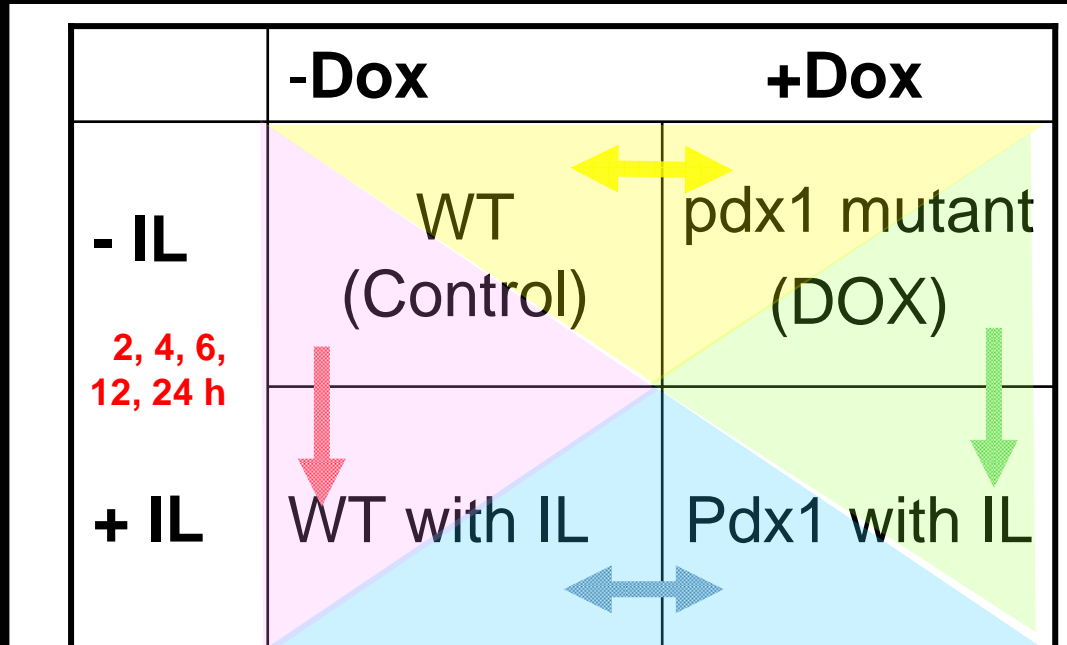 -Dox +Dox
- IL
WT
(Control)
pdx1 mutant
(DOX)
2, 4, 6,
12, 24 h
+ IL
WT with IL
Pdx1 with IL